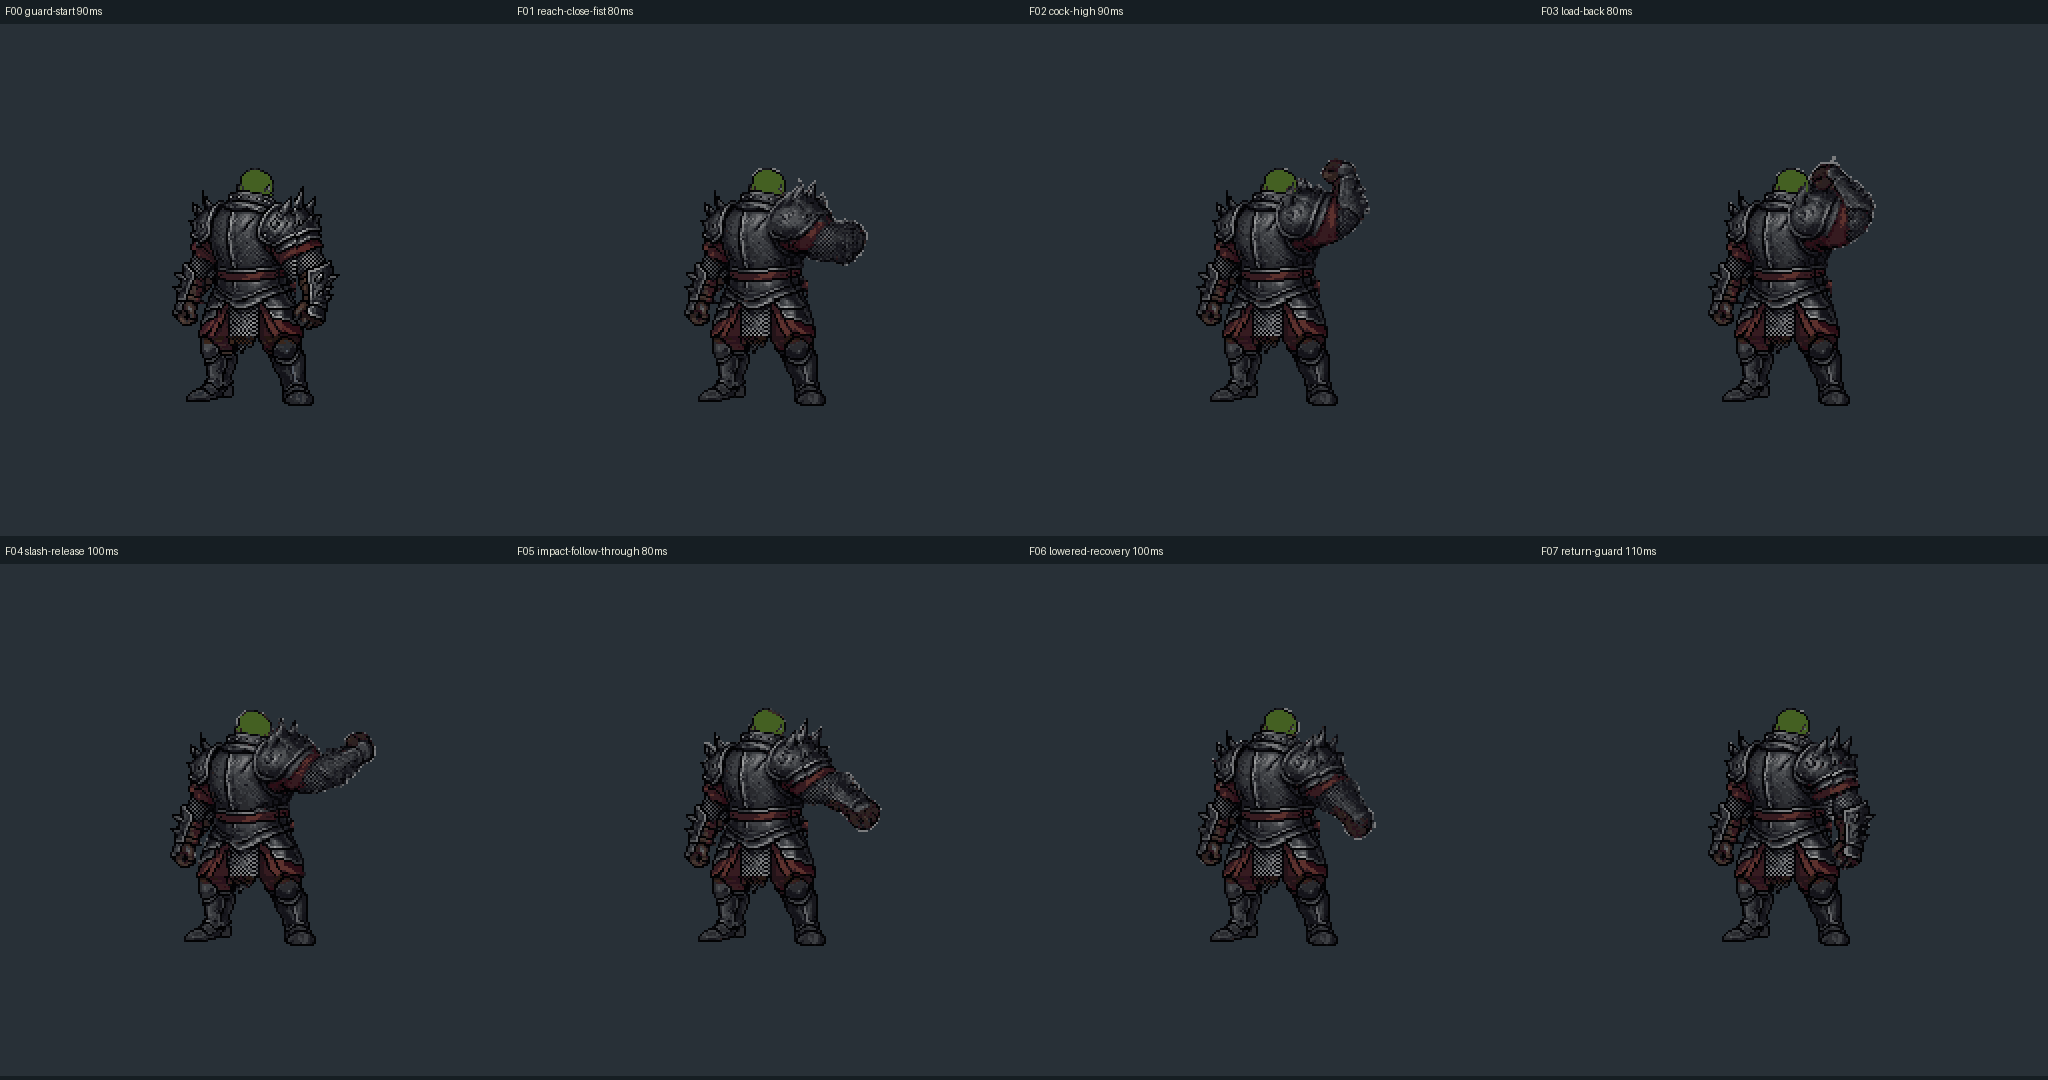 F00 guard-start 90ms
F01 reach-close-fist 80ms
F02 cock-high 90ms
F03 load-back 80ms
F04 slash-release 100ms
F05 impact-follow-through 80ms
F06 lowered-recovery 100ms
F07 return-guard 110ms